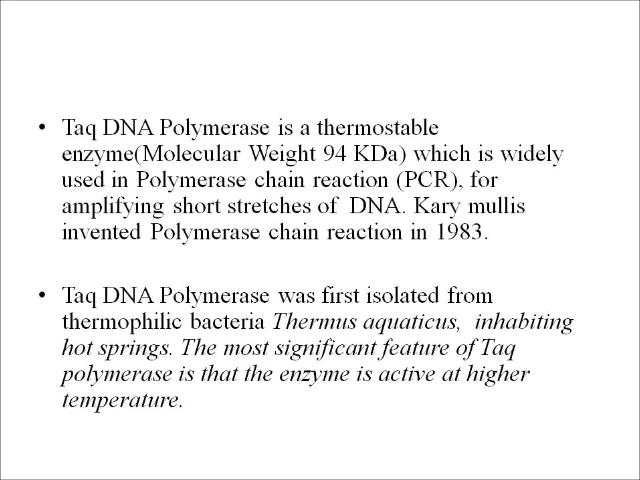 • Taq DNA Polymerase is a thermostable
enzyme(Molecular Weight 94 KDa) which is widely
used in Polymerase chain reaction (PCR), for
amplifying short stretches of  DNA. Kary mullis
invented Polymerase chain reaction in 1983.
• Taq DNA Polymerase was first isolated from
thermophilic bacteria Thermus aquaticus,  inhabiting
hot springs. The most significant feature of Taq
polymerase is that the enzyme is active at higher
temperature.